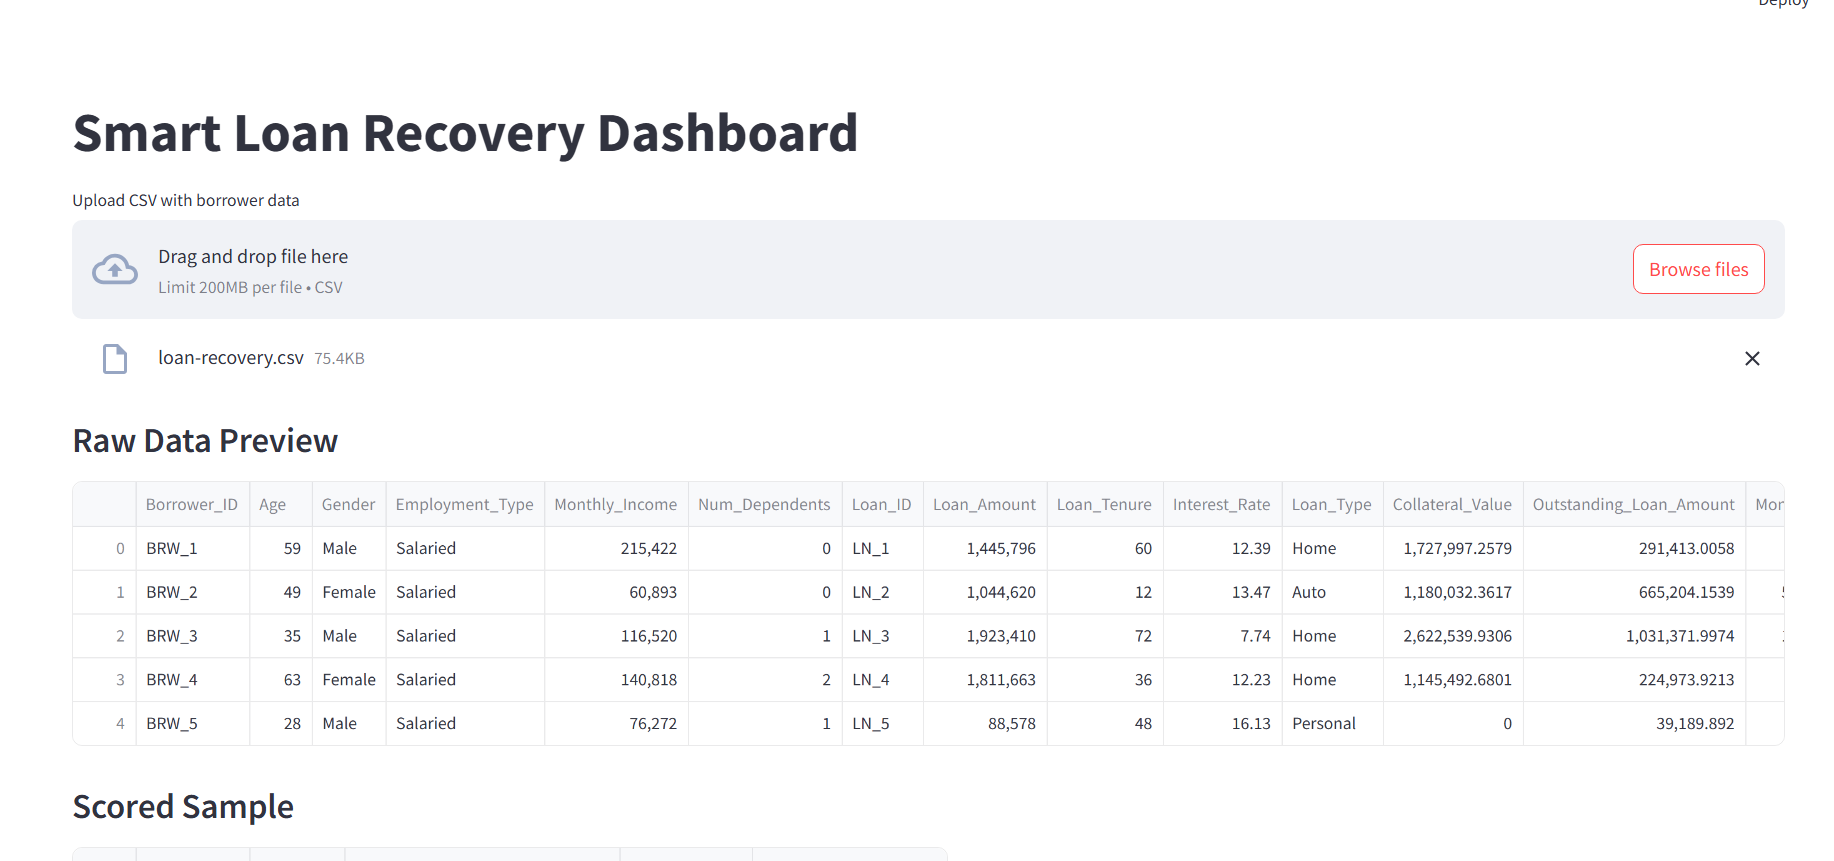 Deploy
Smart Loan Recovery Dashboard
Upload CSV with borrower data
Drag and drop file here
Limit 200MB per file • CSV
Browse files
loan-recovery.csv 75.4KB
Raw Data Preview
Borrower_ID Age Gender Employment_Type Monthly_Income Num_Dependents Loan_ID Loan_Amount Loan_Tenure Interest_Rate Loan_Type Collateral_Value Outstanding_Loan_Amount
0 BRW_1 59 Male Salaried 215,422 0 LN_1 1,445,796 60 12.39 Home 1,727,997.2579 291,413.0058
1 BRW_2 49 Female Salaried 60,893 0 LN_2 1,044,620 12 13.47 Auto 1,180,032.3617 665,204.1539
2 BRW_3 35 Male Salaried 116,520 1 LN_3 1,923,410 72 7.74 Home 2,622,539.9306 1,031,371.9974
3 BRW_4 63 Female Salaried 140,818 2 LN_4 1,811,663 36 12.23 Home 1,145,492.6801 224,973.9213
4 BRW_5 28 Male Salaried 76,272 1 LN_5 88,578 48 16.13 Personal 0 39,189.892
Scored Sample